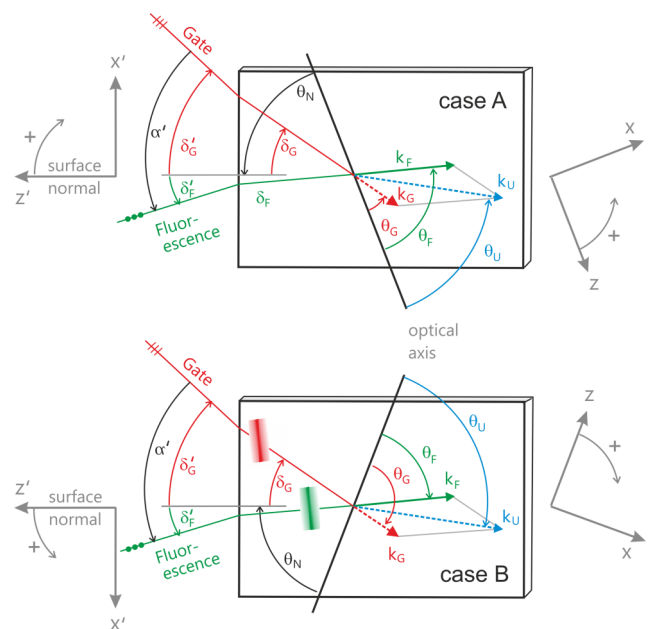 Gate
x′
case A
θN
x
+
α′
δ′G
δG
surface
z′
normal
kF
kU
kG
+
δ′F
δF
Fluor-
escence
θG
θF
θU
z
optical
axis
Gate
z
θU
+
α′
δ′G
θF
θG
kF
z′
surface
normal
δG
kU
+
δ′F
Fluor-
escence
θN
kG
x
case B
x′